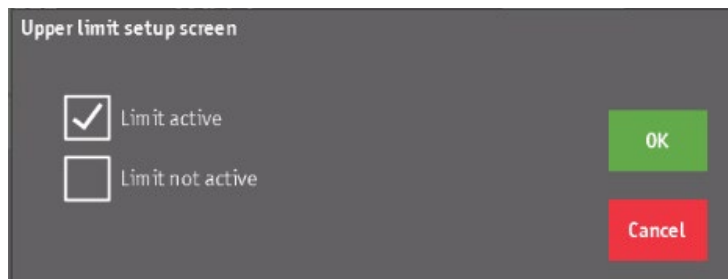 Upper limit setup screen
Limit active
OK
Limit not active
Cancel